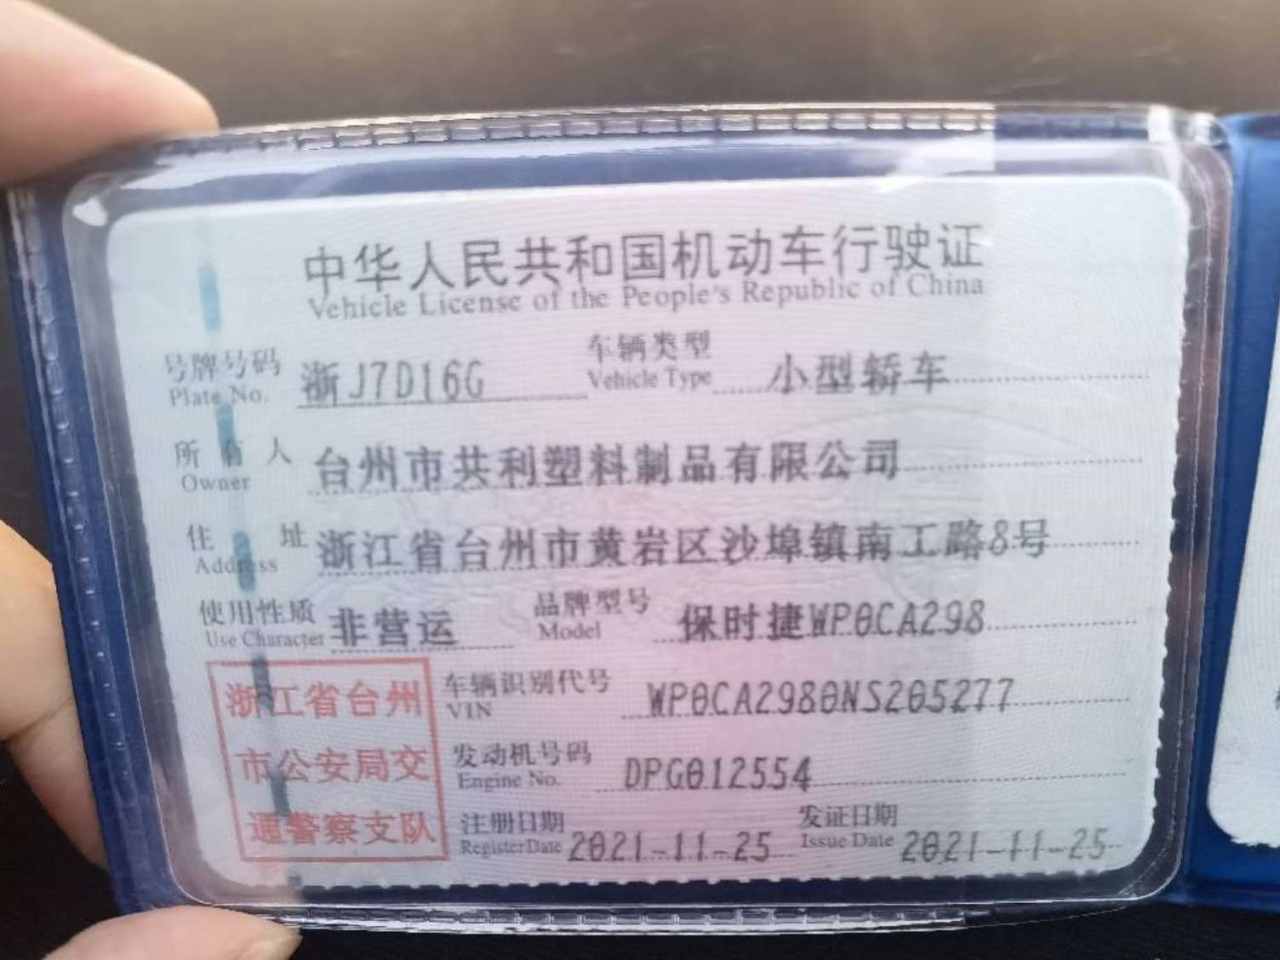 中华人民共和国机动车行驶证
Vehicle License of the People's Republic of China
号牌号码 浙J7D16G 车辆类型 小型轿车
Plate No. Vehicle Type
所有人 台州市共利塑料制品有限公司
Owner
住址 浙江省台州市黄岩区沙埠镇南工路8号
Address
使用性质 非营运 品牌型号 保时捷WP0CA298
Use Character Model
浙江省台州
市公安局交
通警察支队
车辆识别代号 WP0CA2980NS205277
VIN
发动机号码 DPG012554
Engine No.
注册日期 2021-11-25 发证日期 2021-11-25
Register Date Issue Date